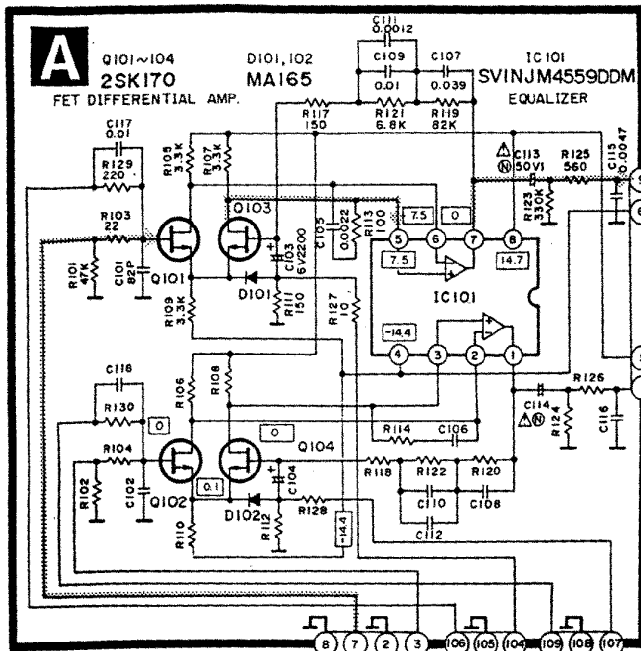 A
Q101~104
2SK170
FET DIFFERENTIAL AMP.
D101,102
MA165
IC101
SVINJM4559DDM
EQUALIZER
C111
0.0012
C109
0.01
C107
0.039
R117
150
R121
6.8K
R119
82K
C117
0.01
R129
220
R105
3.3K
R107
3.3K
R103
22
R101
47K
C101
82P
Q101
Q103
D101
R109
3.3K
C105
0.0022
R113
100
C103
6V2200
R111
150
R127
10
7.5
0
5
6
7
8
7.5
14.7
IC101
-14.4
4
3
2
1
C113
50V1
N
R125
560
R123
330K
C115
0.0047
C118
R130
R106
R108
0
R104
0
Q104
R102
C102
Q102
0.1
D102
R110
C104
R112
R128
-14.4
R114
C106
R118
R122
R120
C110
C108
C112
C114
N
R126
R124
C116
8
7
2
3
106
105
104
109
108
107